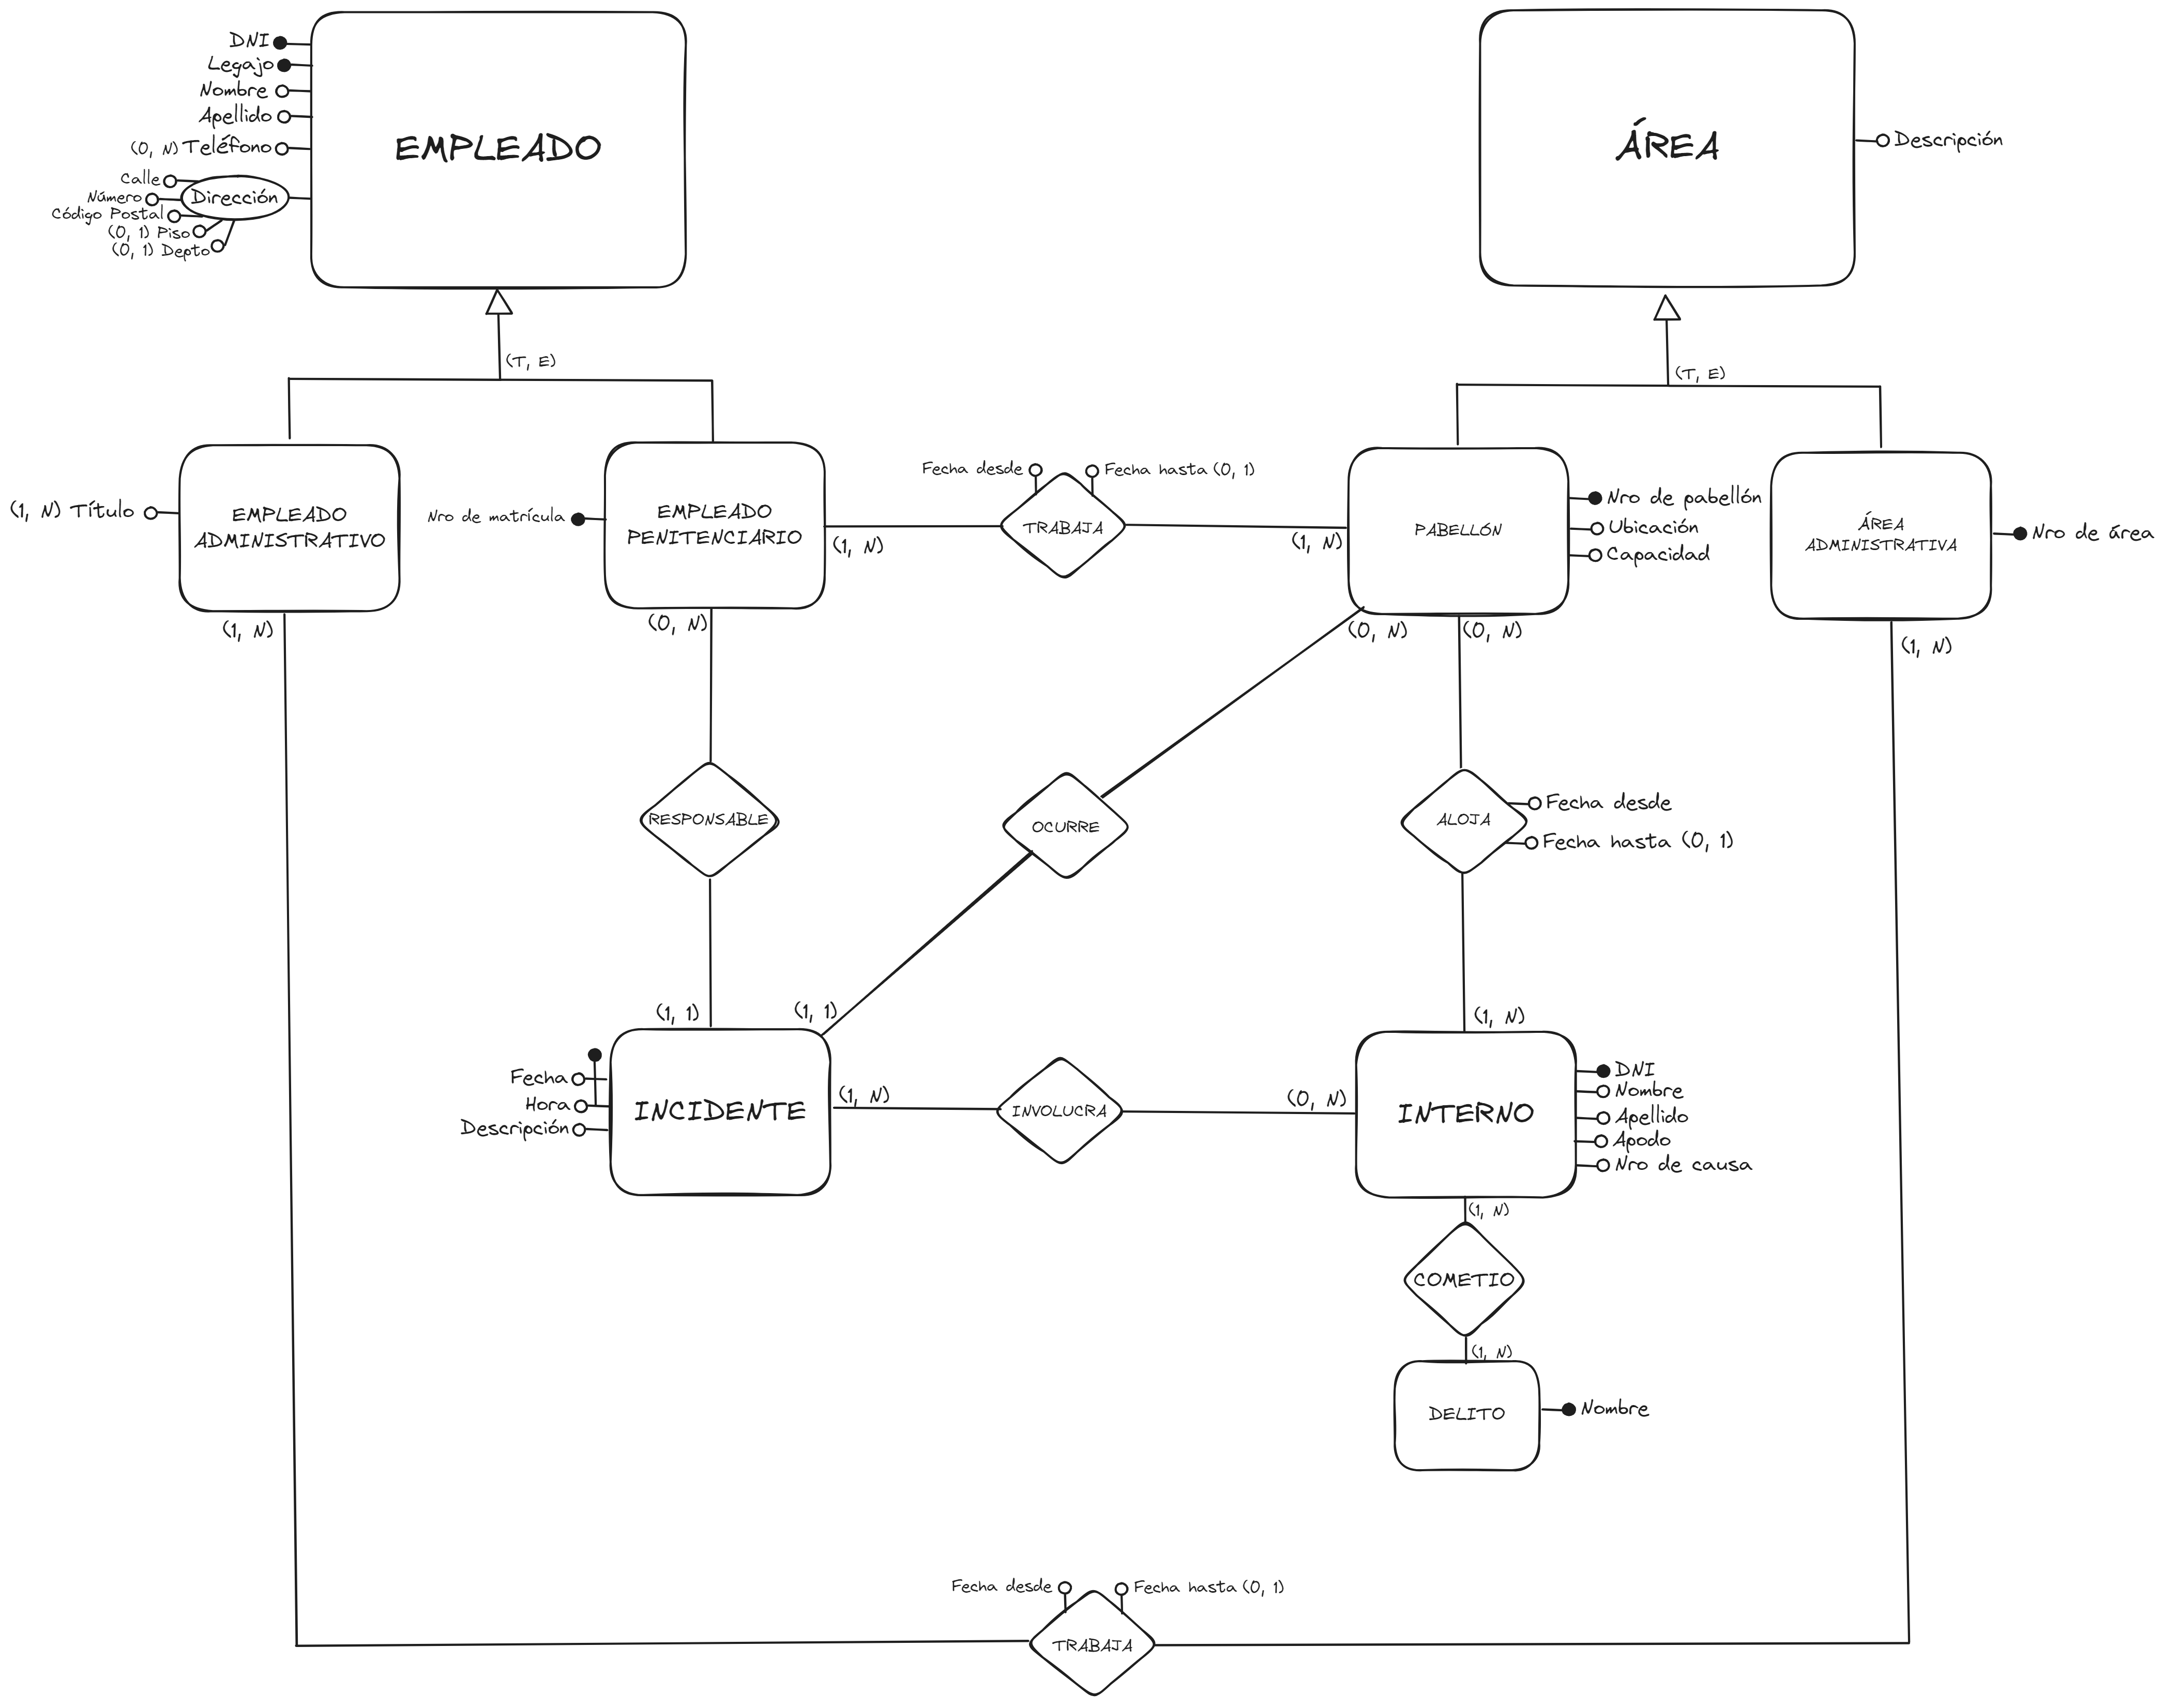 DNI
Legajo
Nombre
Apellido
(0, N) Teléfono
Calle
Número
Código Postal
(0, 1) Piso
(0, 1) Depto
Dirección
EMPLEADO
ÁREA
Descripción
(T, E)
(T, E)
(1, N) Título
EMPLEADO
ADMINISTRATIVO
(1, N)
Nro de matrícula
EMPLEADO
PENITENCIARIO
(1, N)
(0, N)
Fecha desde
Fecha hasta (0, 1)
TRABAJA
(1, N)
PABELLÓN
Nro de pabellón
Ubicación
Capacidad
(0, N)
(0, N)
ÁREA
ADMINISTRATIVA
Nro de área
(1, N)
RESPONSABLE
OCURRE
ALOJA
Fecha desde
Fecha hasta (0, 1)
(1, 1)
(1, 1)
(1, N)
Fecha
Hora
Descripción
INCIDENTE
(1, N)
INVOLUCRA
(0, N)
INTERNO
DNI
Nombre
Apellido
Apodo
Nro de causa
(1, N)
COMETIO
(1, N)
DELITO
Nombre
Fecha desde
Fecha hasta (0, 1)
TRABAJA